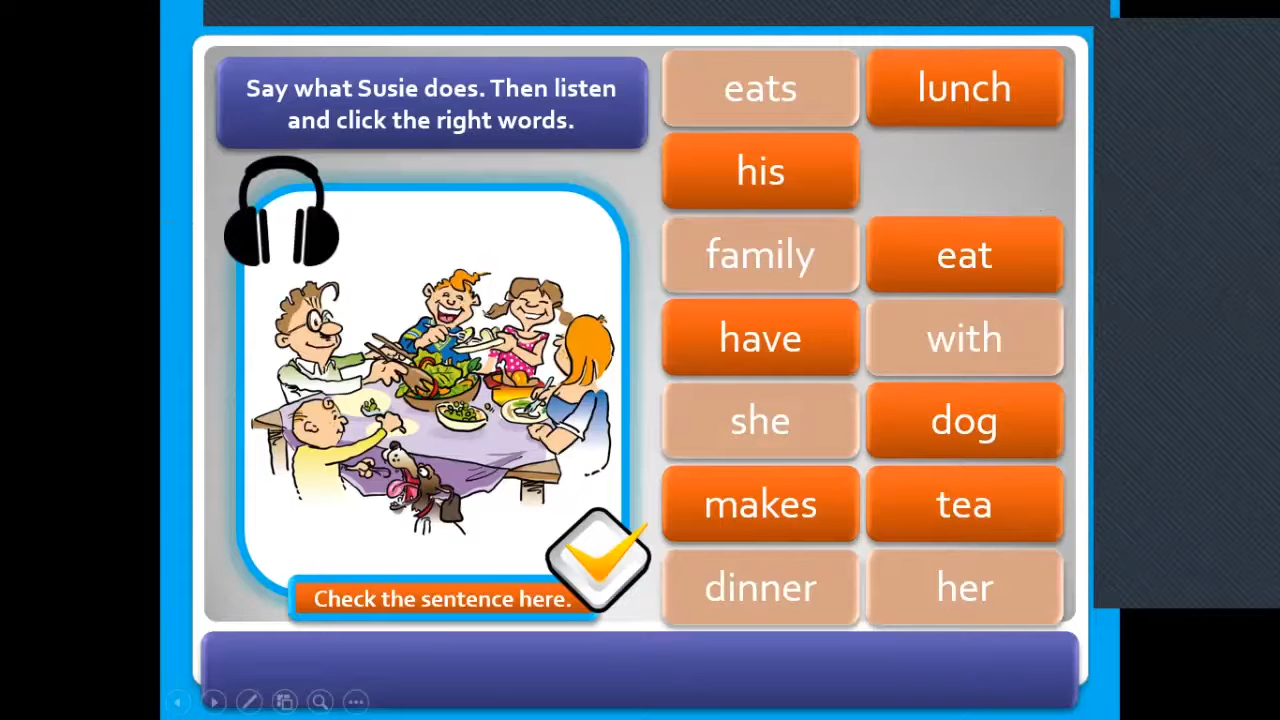 Say what Susie does. Then listen
and click the right words.
eats
lunch
his
family
eat
have
with
she
dog
makes
tea
dinner
her
Check the sentence here.